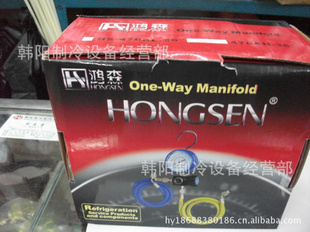 韩阳制冷设备经营部
鸿森
HONGSEN
One-Way Manifold
HONGSEN®
韩阳制冷设备经营部
Refrigeration
Service Products
and components
hy18688380186.cn.alibaba.com